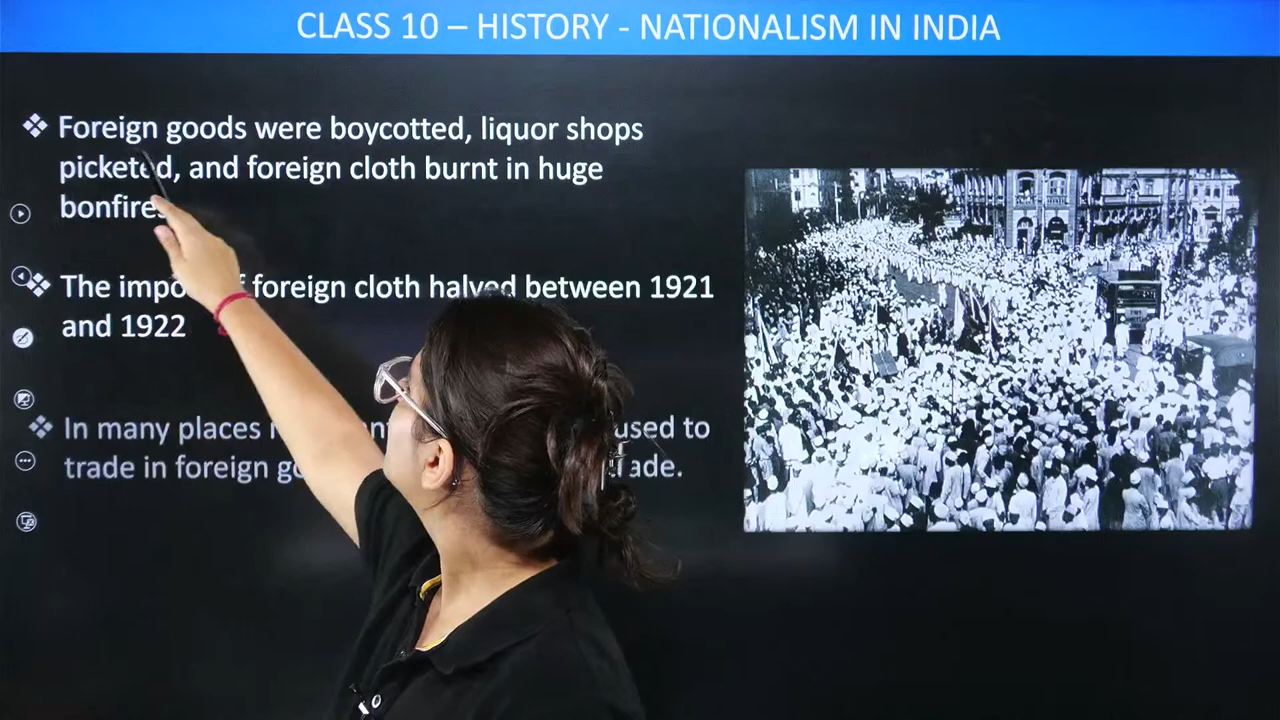 CLASS 10 – HISTORY - NATIONALISM IN INDIA
❖ Foreign goods were boycotted, liquor shops
picketed, and foreign cloth burnt in huge
bonfires
❖ The import of foreign cloth halved between 1921
and 1922
❖ In many places used to
trade in foreign